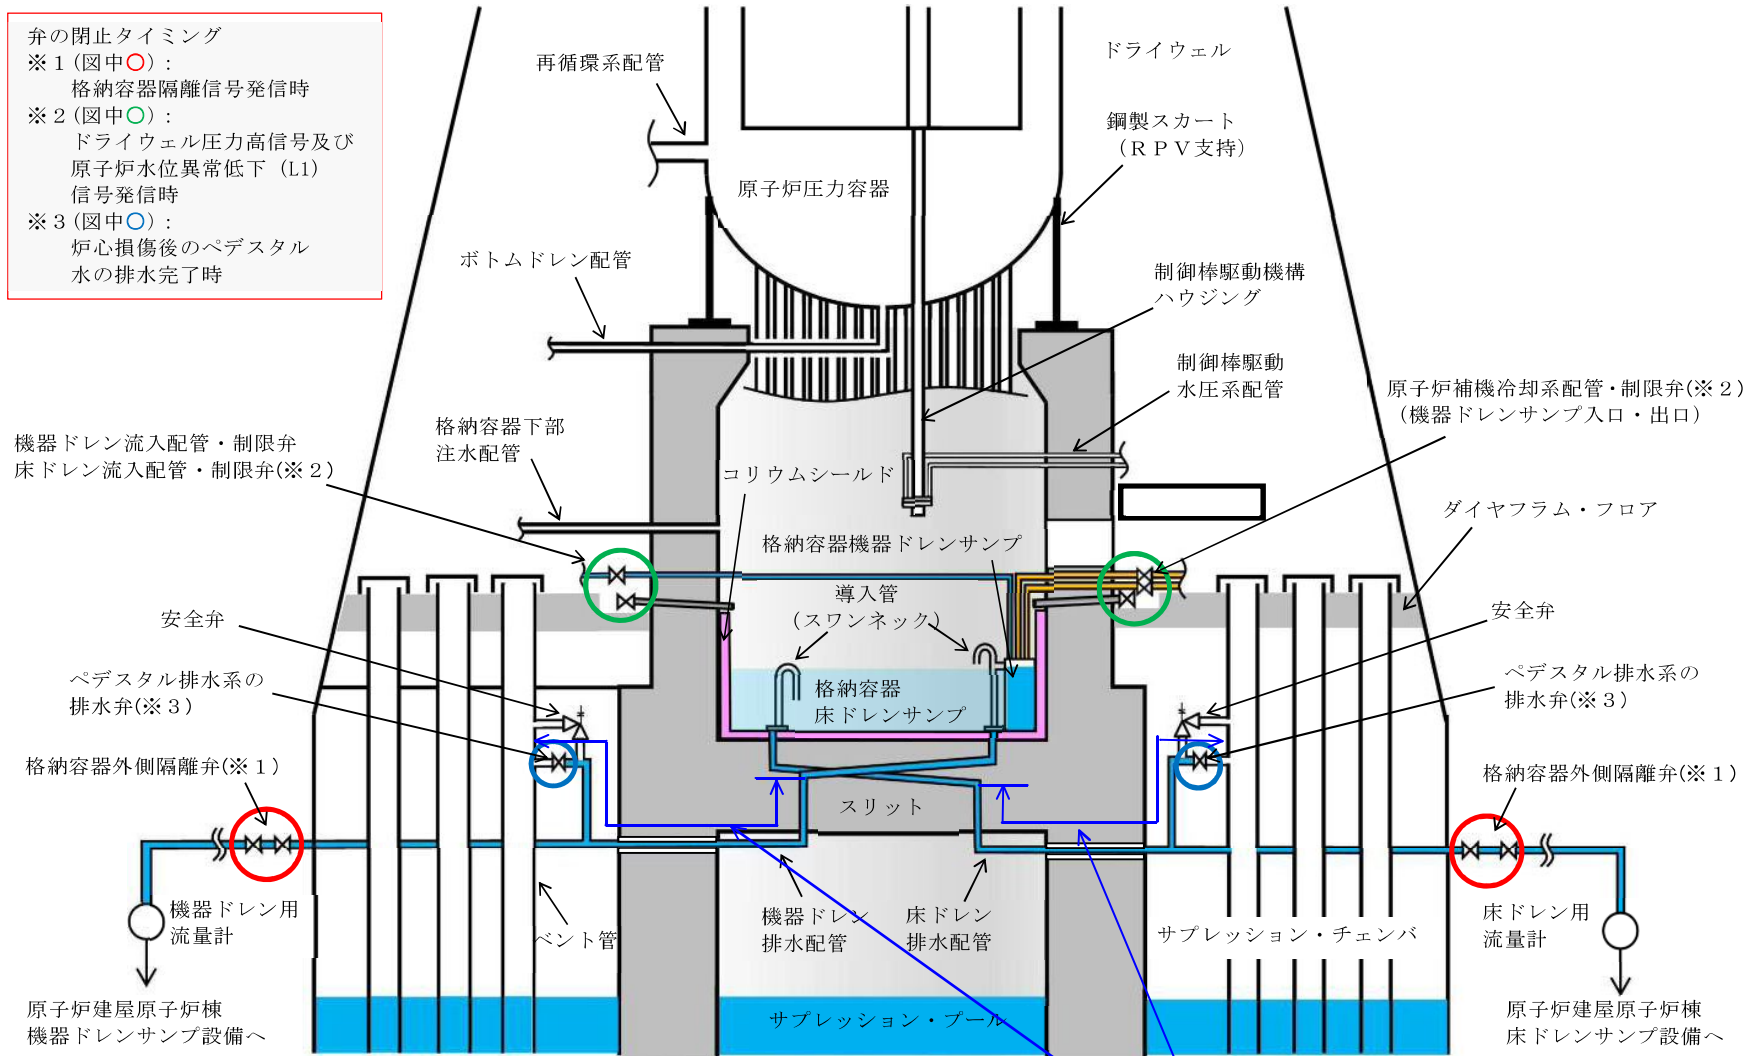 弁の閉止タイミング
※１(図中○)：
格納容器隔離信号発信時
※２(図中○)：
ドライウェル圧力高信号及び
原子炉水位異常低下（L1）
信号発信時
※３(図中○)：
炉心損傷後のペデスタル
水の排水完了時
再循環系配管
ドライウェル
鋼製スカート
（ＲＰＶ支持）
原子炉圧力容器
ボトムドレン配管
制御棒駆動機構
ハウジング
制御棒駆動
水圧系配管
原子炉補機冷却系配管・制限弁(※２)
（機器ドレンサンプ入口・出口）
格納容器下部
注水配管
機器ドレン流入配管・制限弁
床ドレン流入配管・制限弁(※２)
コリウムシールド
ダイヤフラム・フロア
格納容器機器ドレンサンプ
導入管
（スワンネック）
安全弁
安全弁
ペデスタル排水系の
排水弁(※３)
格納容器
床ドレンサンプ
ペデスタル排水系の
排水弁(※３)
格納容器外側隔離弁(※１)
格納容器外側隔離弁(※１)
スリット
機器ドレン用
流量計
ベント管
機器ドレン
排水配管
床ドレン
排水配管
サプレッション・チェンバ
床ドレン用
流量計
原子炉建屋原子炉棟
機器ドレンサンプ設備へ
サプレッション・プール
原子炉建屋原子炉棟
床ドレンサンプ設備へ